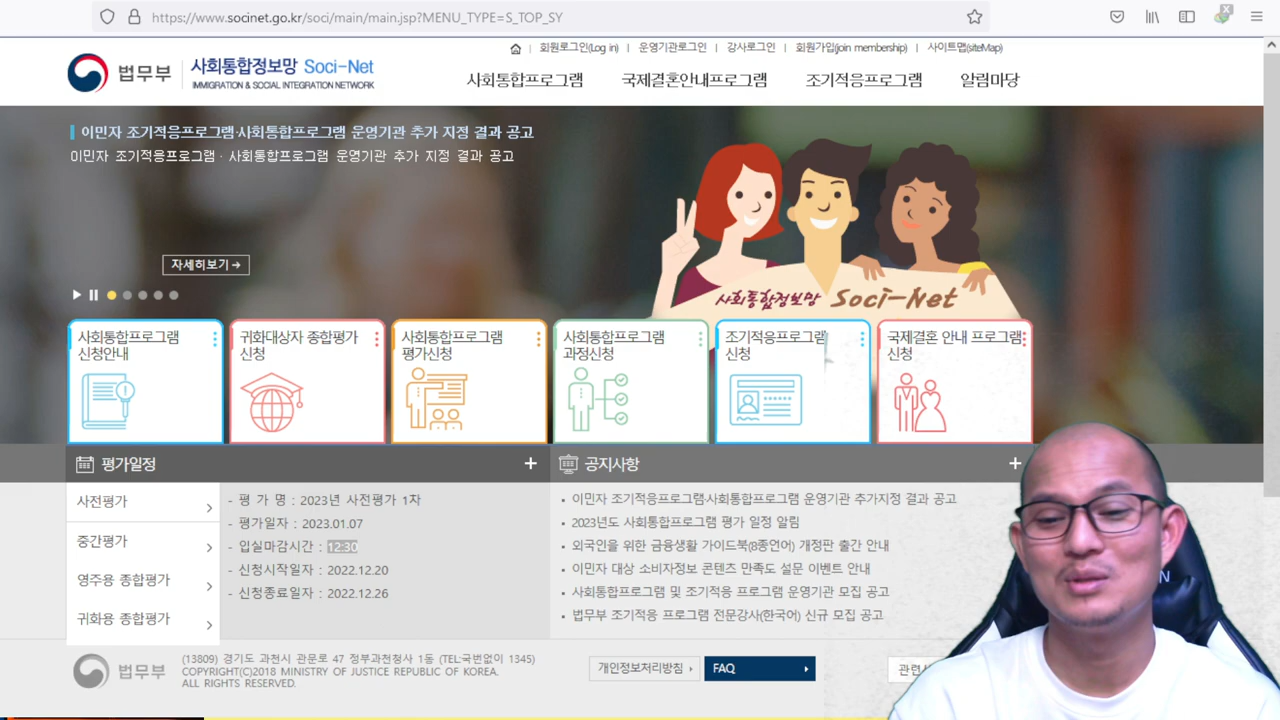 https://www.socinet.go.kr/soci/main/main.jsp?MENU_TYPE=S_TOP_SY
회원로그인(Log in) | 운영기관로그인 | 강사로그인 | 회원가입(join membership) | 사이트맵(siteMap)
법무부
사회통합정보망 Soci-Net
IMMIGRATION & SOCIAL INTEGRATION NETWORK
사회통합프로그램 국제결혼안내프로그램 조기적응프로그램 알림마당
이민자 조기적응프로그램·사회통합프로그램 운영기관 추가 지정 결과 공고
이민자 조기적응프로그램 · 사회통합프로그램 운영기관 추가 지정 결과 공고
자세히보기→
사회통합정보망 Soci-Net
사회통합프로그램
신청안내
귀화대상자 종합평가
신청
사회통합프로그램
평가신청
사회통합프로그램
과정신청
조기적응프로그램
신청
국제결혼 안내 프로그램
신청
평가일정 +
사전평가
중간평가
영주용 종합평가
귀화용 종합평가
- 평 가 명 : 2023년 사전평가 1차
- 평가일자 : 2023.01.07
- 입실마감시간 : 12:30
- 신청시작일자 : 2022.12.20
- 신청종료일자 : 2022.12.26
공지사항 +
• 이민자 조기적응프로그램·사회통합프로그램 운영기관 추가지정 결과 공고
• 2023년도 사회통합프로그램 평가 일정 알림
• 외국인을 위한 금융생활 가이드북(8종언어) 개정판 출간 안내
• 이민자 대상 소비자정보 콘텐츠 만족도 설문 이벤트 안내
• 사회통합프로그램 및 조기적응 프로그램 운영기관 모집 공고
• 법무부 조기적응 프로그램 전문강사(한국어) 신규 모집 공고
법무부
(13809) 경기도 과천시 관문로 47 정부과천청사 1동 (TEL:국번없이 1345)
COPYRIGHT(C)2018 MINISTRY OF JUSTICE REPUBLIC OF KOREA.
ALL RIGHTS RESERVED.
개인정보처리방침
FAQ
관련